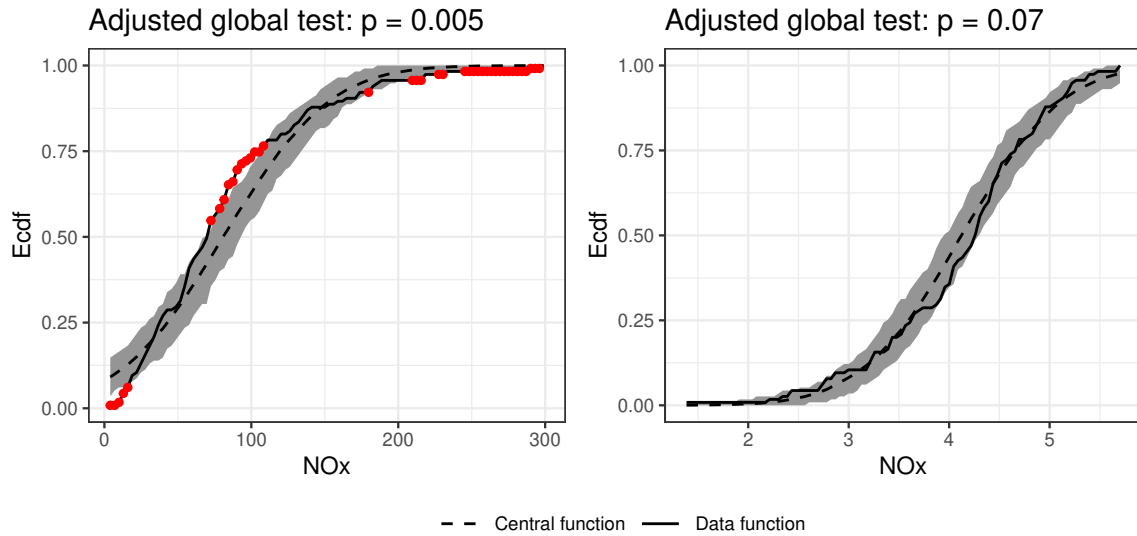 Adjusted global test: p = 0.005
Adjusted global test: p = 0.07
Ecdf
1.00
0.75
0.50
0.25
0.00
0
100
200
300
NOx
Ecdf
1.00
0.75
0.50
0.25
0.00
2
3
4
5
NOx
Central function
Data function